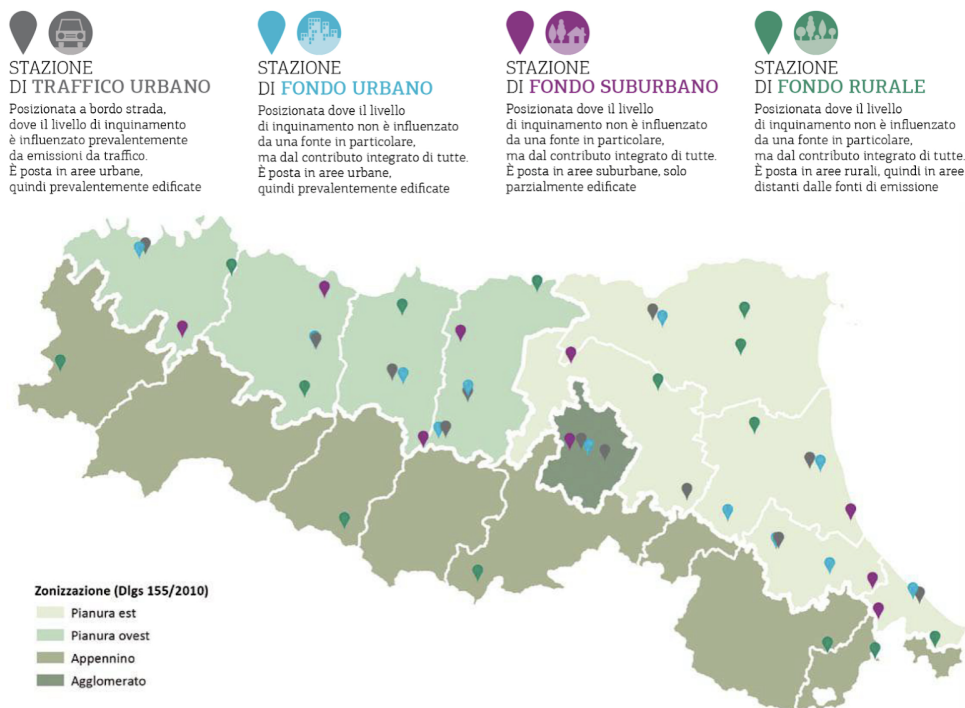 STAZIONE
DI TRAFFICO URBANO
Posizionata a bordo strada,
dove il livello di inquinamento
è influenzato prevalentemente
da emissioni da traffico.
È posta in aree urbane,
quindi prevalentemente edificate
STAZIONE
DI FONDO URBANO
Posizionata dove il livello
di inquinamento non è influenzato
da una fonte in particolare,
ma dal contributo integrato di tutte.
È posta in aree urbane,
quindi prevalentemente edificate
STAZIONE
DI FONDO SUBURBANO
Posizionata dove il livello
di inquinamento non è influenzato
da una fonte in particolare,
ma dal contributo integrato di tutte.
È posta in aree suburbane, solo
parzialmente edificate
STAZIONE
DI FONDO RURALE
Posizionata dove il livello
di inquinamento non è influenzato
da una fonte in particolare,
ma dal contributo integrato di tutte.
È posta in aree rurali, quindi in aree
distanti dalle fonti di emissione
Zonizzazione (Dlgs 155/2010)
Pianura est
Pianura ovest
Appennino
Agglomerato